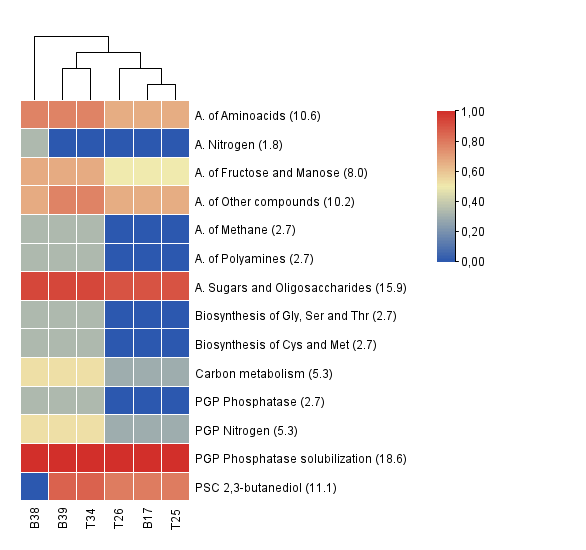 A. of Aminoacids (10.6)
A. Nitrogen (1.8)
A. of Fructose and Manose (8.0)
A. of Other compounds (10.2)
A. of Methane (2.7)
A. of Polyamines (2.7)
A. Sugars and Oligosaccharides (15.9)
Biosynthesis of Gly, Ser and Thr (2.7)
Biosynthesis of Cys and Met (2.7)
Carbon metabolism (5.3)
PGP Phosphatase (2.7)
PGP Nitrogen (5.3)
PGP Phosphatase solubilization (18.6)
PSC 2,3-butanediol (11.1)
B38 B39 T34 T26 B17 T25
1,00
0,80
0,60
0,40
0,20
0,00